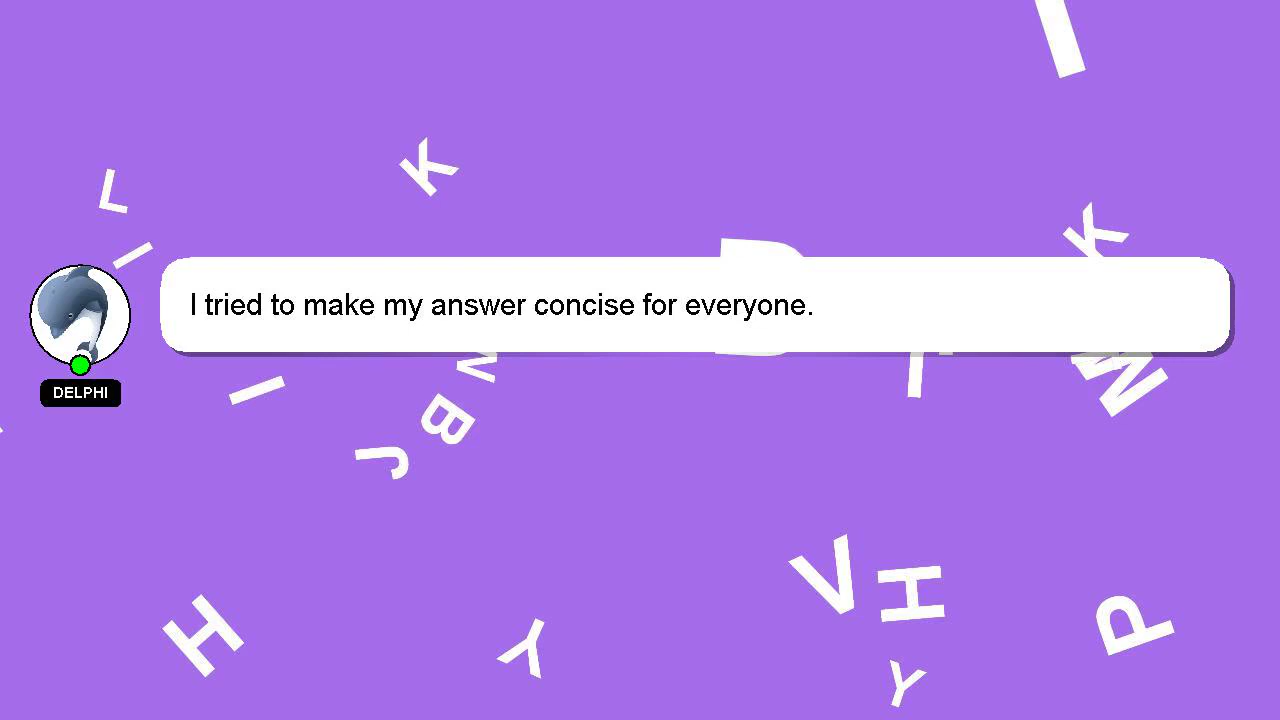 I
K
L
K
I
I tried to make my answer concise for everyone.
DELPHI
I
B
J
M
V
H
H
P
Y
Y